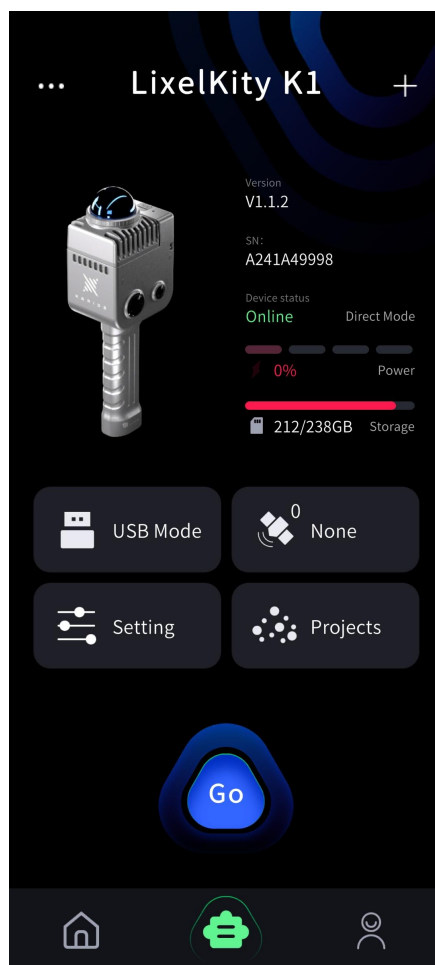 ... LixelKity K1 +
Version
V1.1.2
SN:
A241A49998
Device status
Online Direct Mode
0% Power
212/238GB Storage
USB Mode
0
None
Setting
Projects
Go